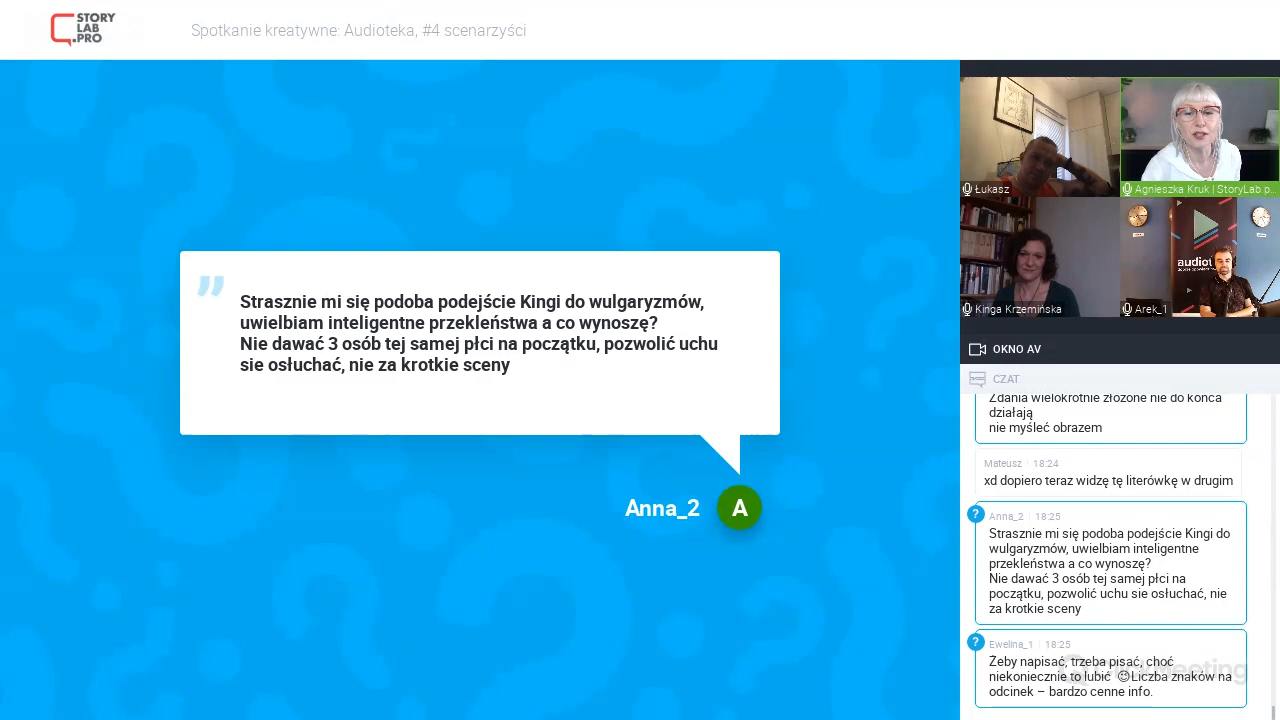 STORY
LAB
.PRO
Spotkanie kreatywne: Audioteka, #4 scenarzyści
Strasznie mi się podoba podejście Kingi do wulgaryzmów,
uwielbiam inteligentne przekleństwa a co wynoszę?
Nie dawać 3 osób tej samej płci na początku, pozwolić uchu
sie osłuchać, nie za krotkie sceny
Anna_2
A
Łukasz
Agnieszka Kruk | StoryLab p...
Kinga Krzemińska
Arek_1
OKNO AV
CZAT
Zdania wielokrotnie złożone nie do końca
działają
nie myśleć obrazem
Mateusz 18:24
xd dopiero teraz widzę tę literówkę w drugim
?
Anna_2 18:25
Strasznie mi się podoba podejście Kingi do
wulgaryzmów, uwielbiam inteligentne
przekleństwa a co wynoszę?
Nie dawać 3 osób tej samej płci na
początku, pozwolić uchu sie osłuchać, nie
za krotkie sceny
?
Ewelina_1 18:25
Żeby napisać, trzeba pisać, choć
niekoniecznie to lubić 😉Liczba znaków na
odcinek – bardzo cenne info.